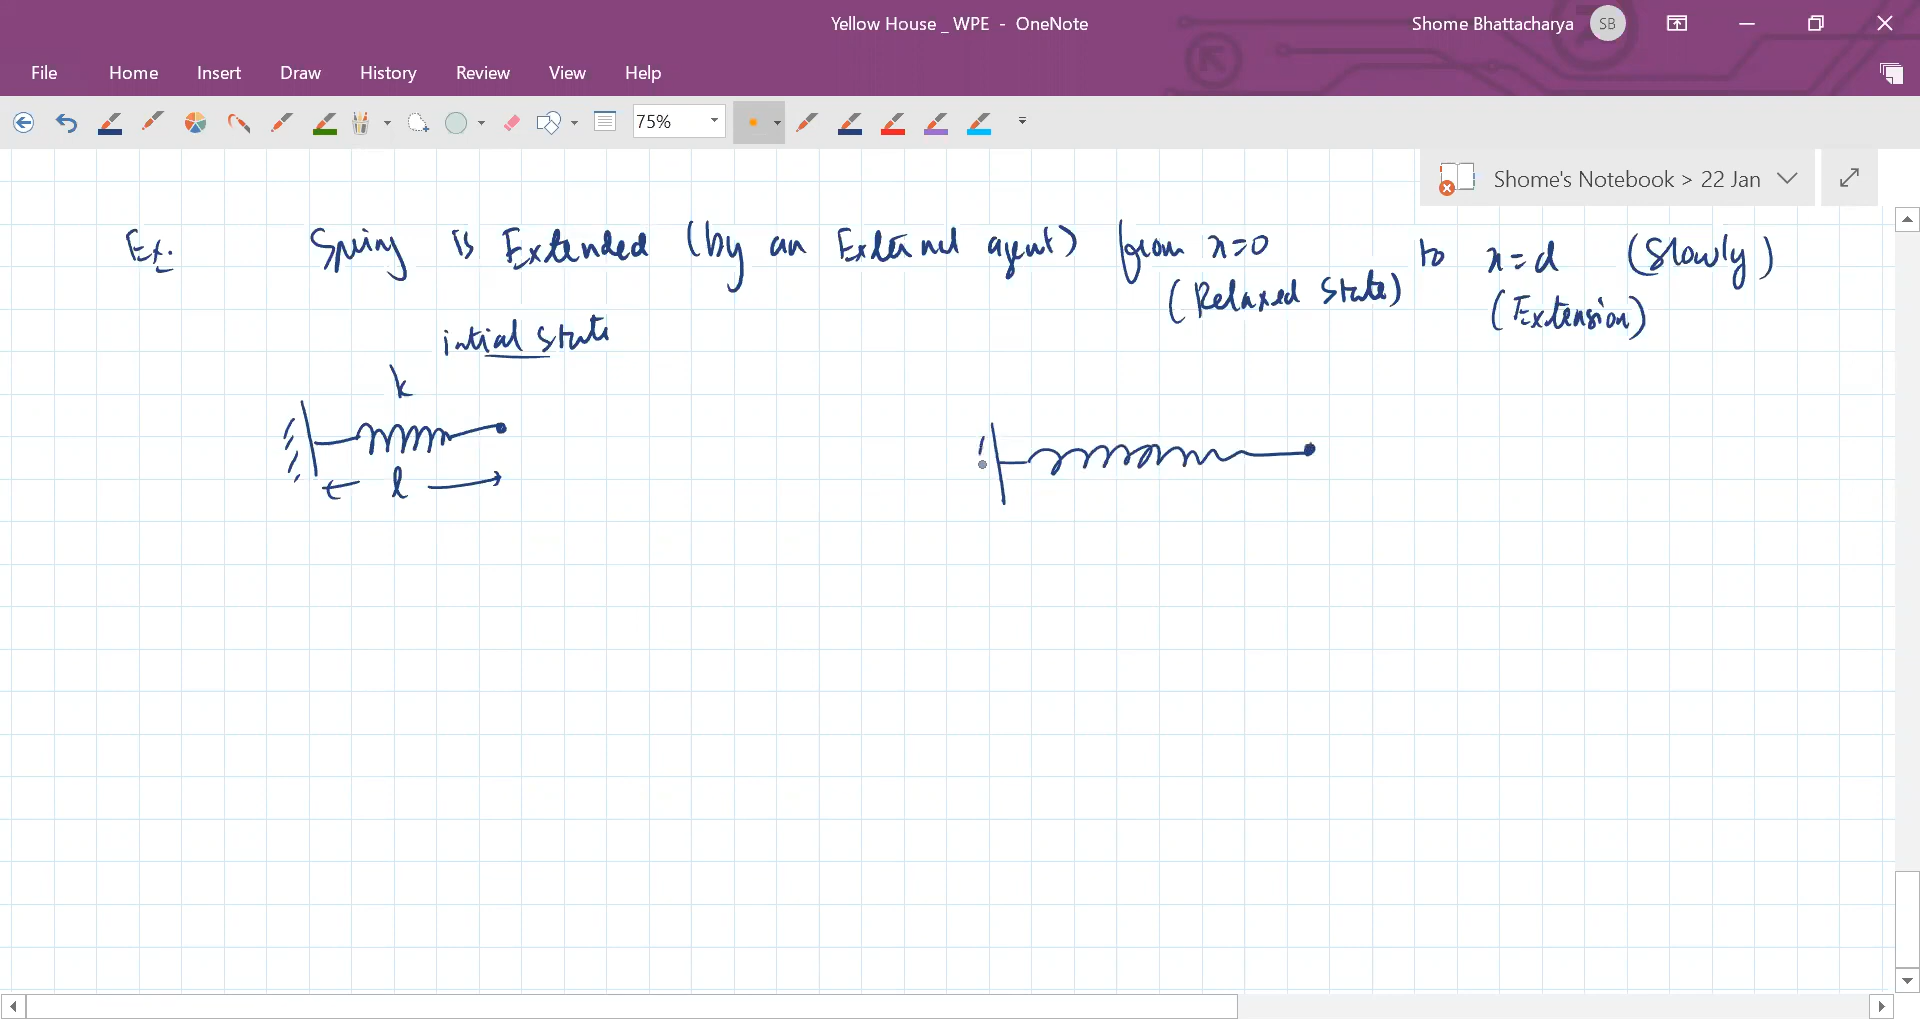 Yellow House _ WPE - OneNote
Shome Bhattacharya SB
File Home Insert Draw History Review View Help
75%
Shome's Notebook > 22 Jan
Ex. Spring is Extended (by an External agent) from x=0 to x=d (Slowly)
(Relaxed State) (Extension)
intial state
k
l